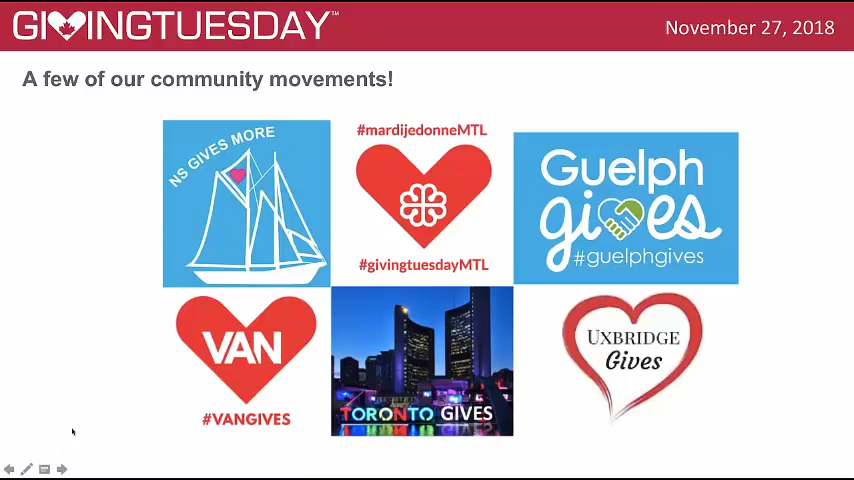 GIVINGTUESDAY™
November 27, 2018
A few of our community movements!
NS GIVES MORE
#mardijedonneMTL
#givingtuesdayMTL
Guelph
gives
#guelphgives
VAN
#VANGIVES
TORONTO GIVES
UXBRIDGE
Gives